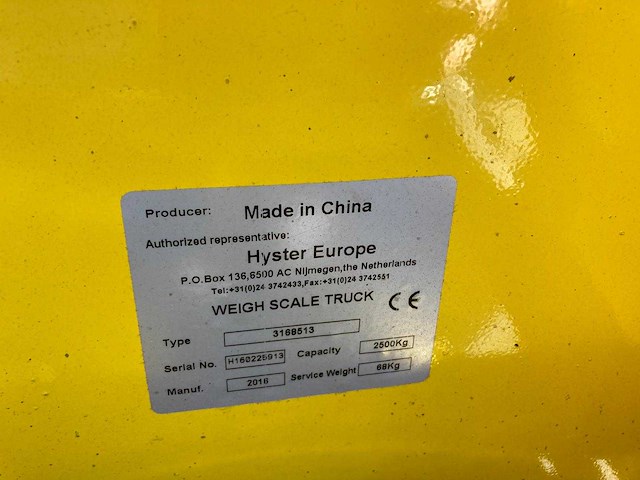 Producer: Made in China
Authorized representative:
Hyster Europe
P.O.Box 136,6500 AC Nijmegen,the Netherlands
Tel:+31(0)24 3742433,Fax:+31(0)24 3742551
WEIGH SCALE TRUCK CE
Type 3168513
Serial No. H160225913 Capacity 2500Kg
Manuf. 2016 Service Weight 68Kg